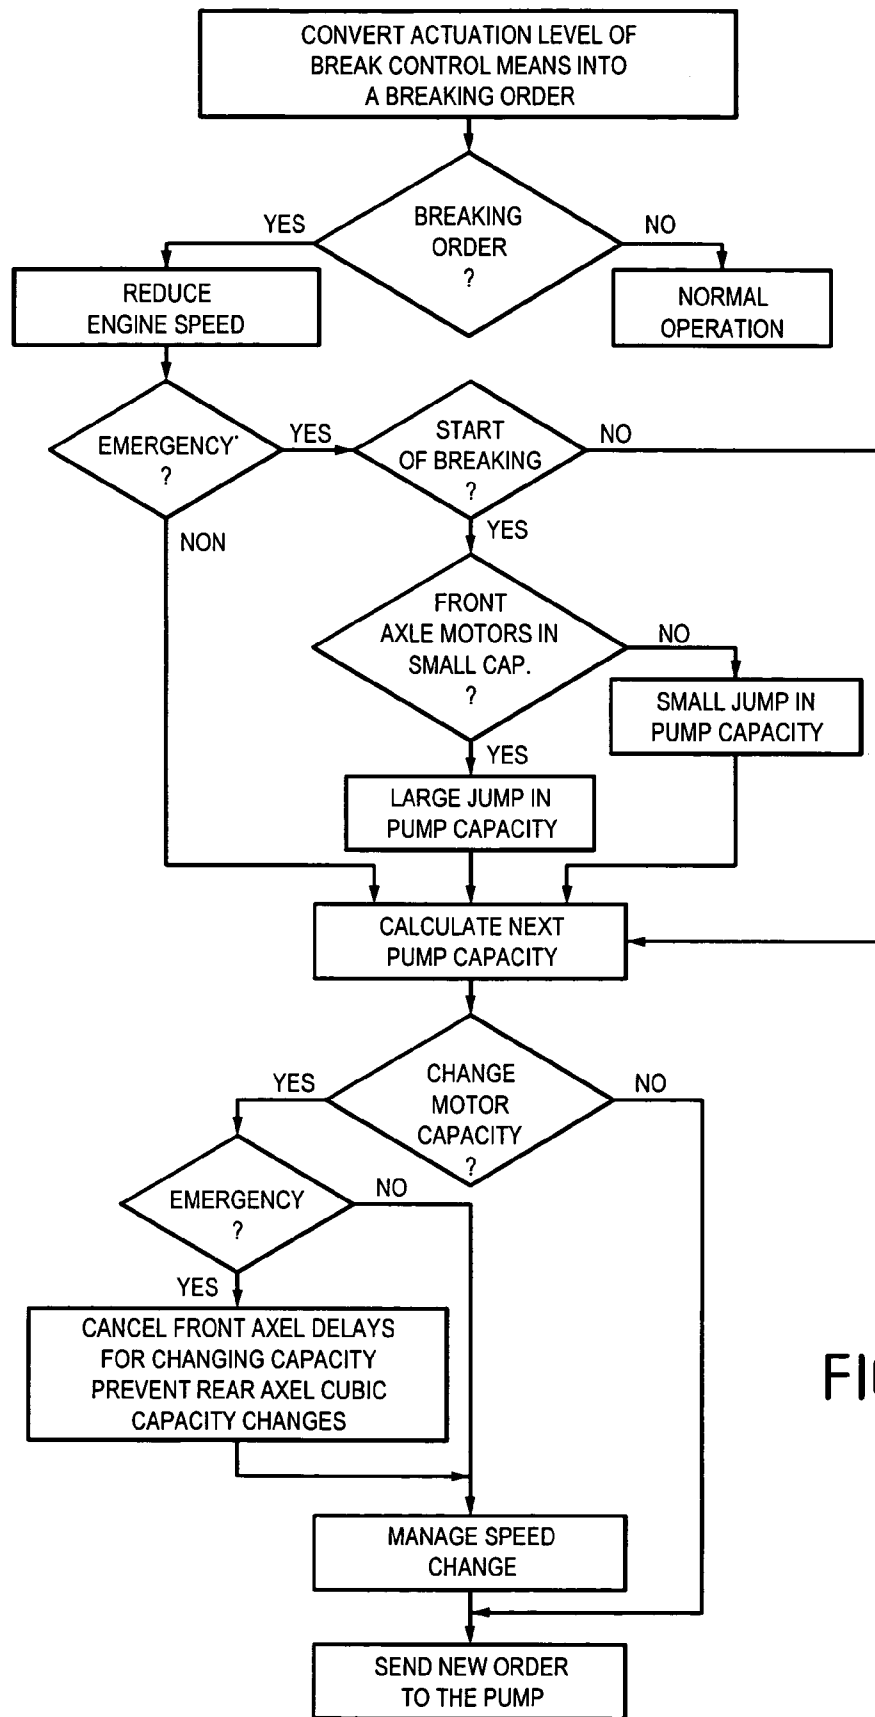 CONVERT ACTUATION LEVEL OF
BREAK CONTROL MEANS INTO
A BREAKING ORDER
YES
BREAKING
ORDER
?
NO
REDUCE
ENGINE SPEED
NORMAL
OPERATION
EMERGENCY
?
YES
START
OF BREAKING
?
NO
NON
YES
FRONT
AXLE MOTORS IN
SMALL CAP.
?
NO
SMALL JUMP IN
PUMP CAPACITY
YES
LARGE JUMP IN
PUMP CAPACITY
CALCULATE NEXT
PUMP CAPACITY
YES
CHANGE
MOTOR
CAPACITY
?
NO
EMERGENCY
?
NO
YES
CANCEL FRONT AXEL DELAYS
FOR CHANGING CAPACITY
PREVENT REAR AXEL CUBIC
CAPACITY CHANGES
MANAGE SPEED
CHANGE
SEND NEW ORDER
TO THE PUMP